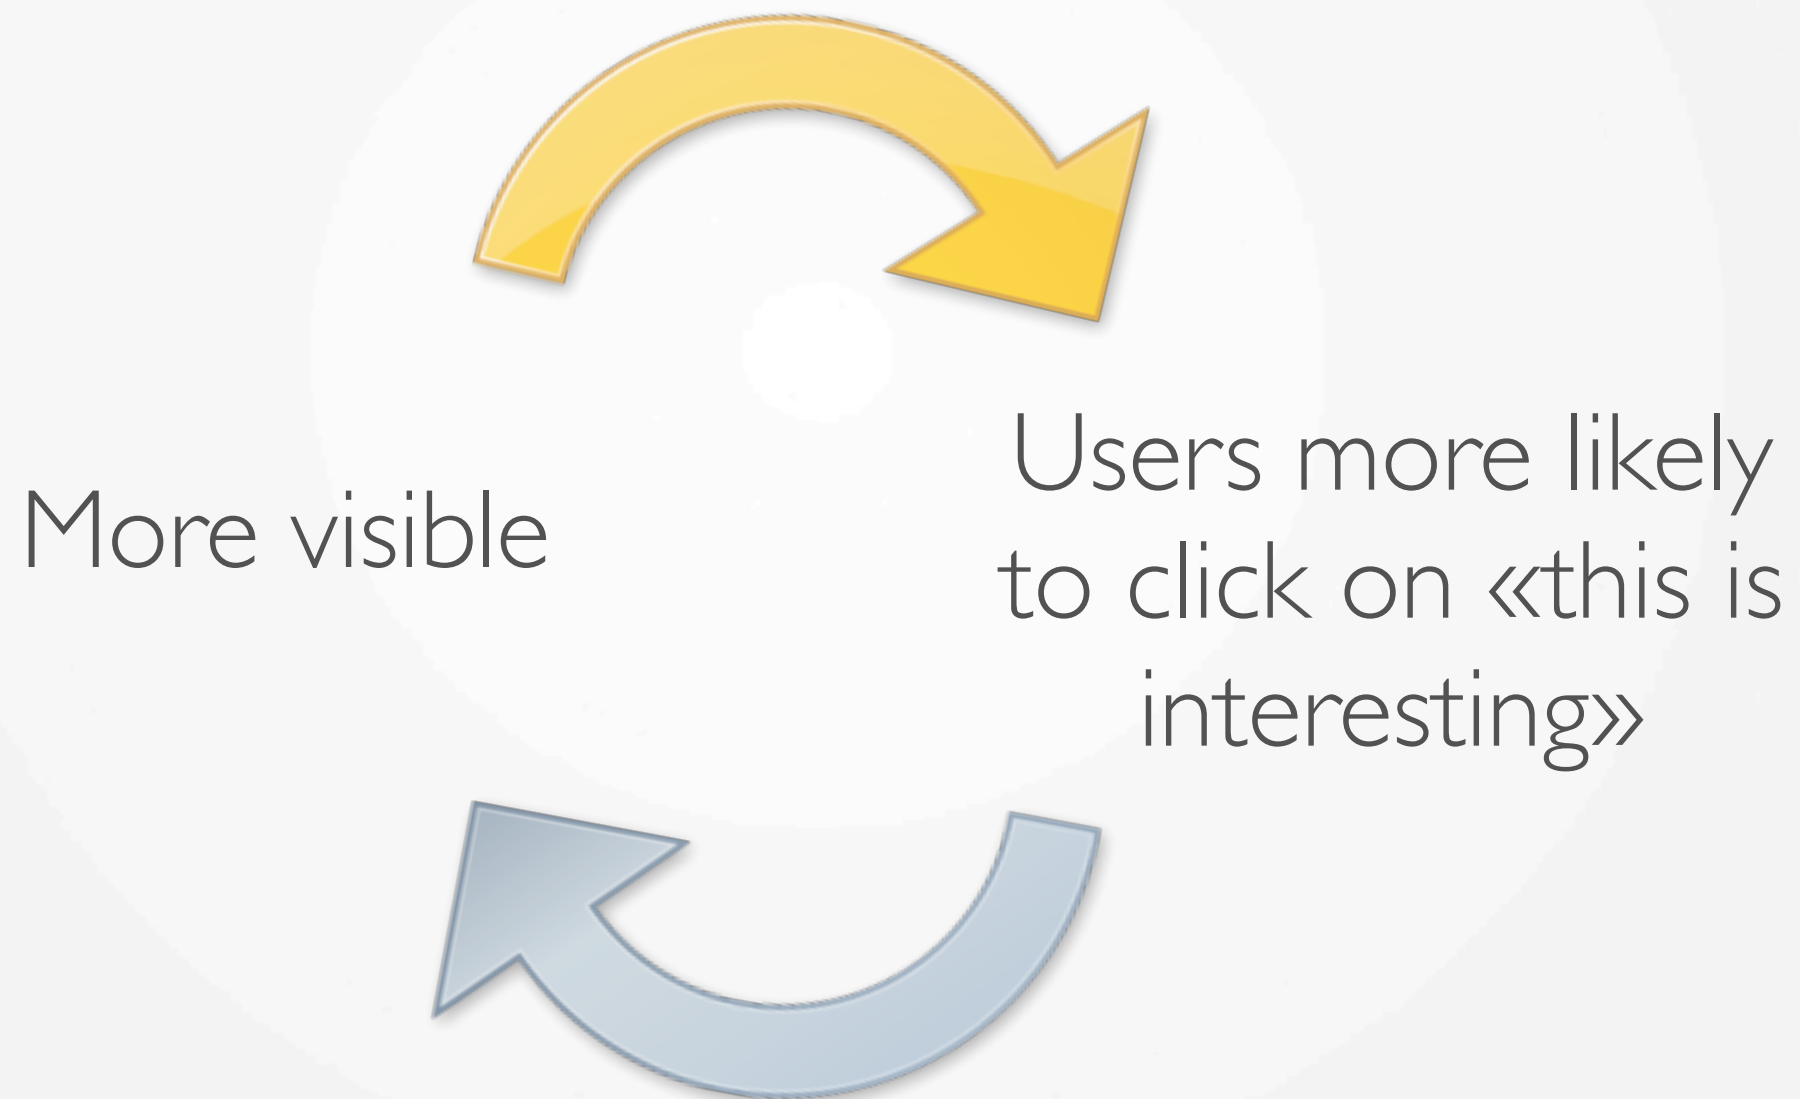 More visible
Users more likely
to click on «this is
interesting»